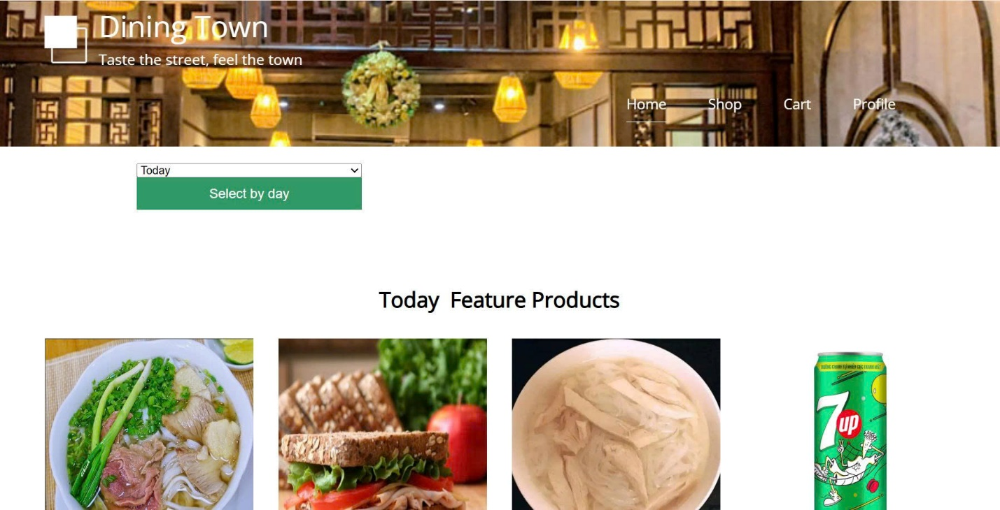 Dining Town
Taste the street, feel the town
Home Shop Cart Profile
Today
Select by day
Today Feature Products
7up